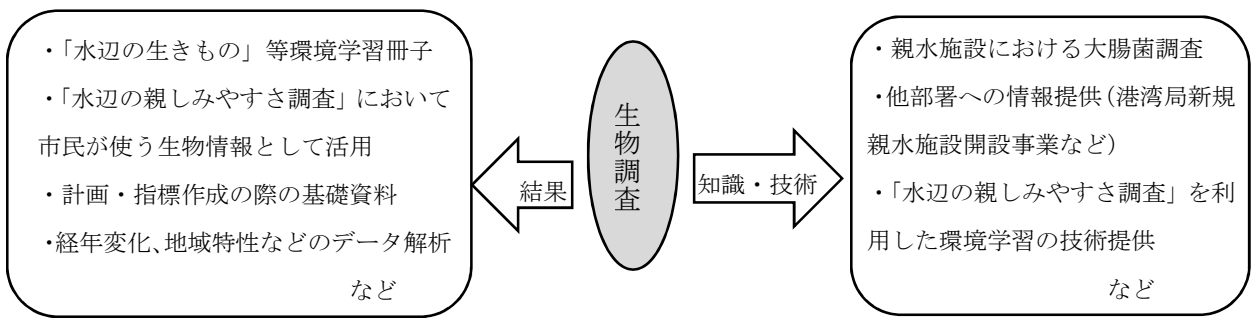 ・「水辺の生きもの」等環境学習冊子
・「水辺の親しみやすさ調査」において
市民が使う生物情報として活用
・計画・指標作成の際の基礎資料
・経年変化、地域特性などのデータ解析
など
結果
生物調査
知識・技術
・親水施設における大腸菌調査
・他部署への情報提供(港湾局新規
親水施設開設事業など)
・「水辺の親しみやすさ調査」を利
用した環境学習の技術提供
など